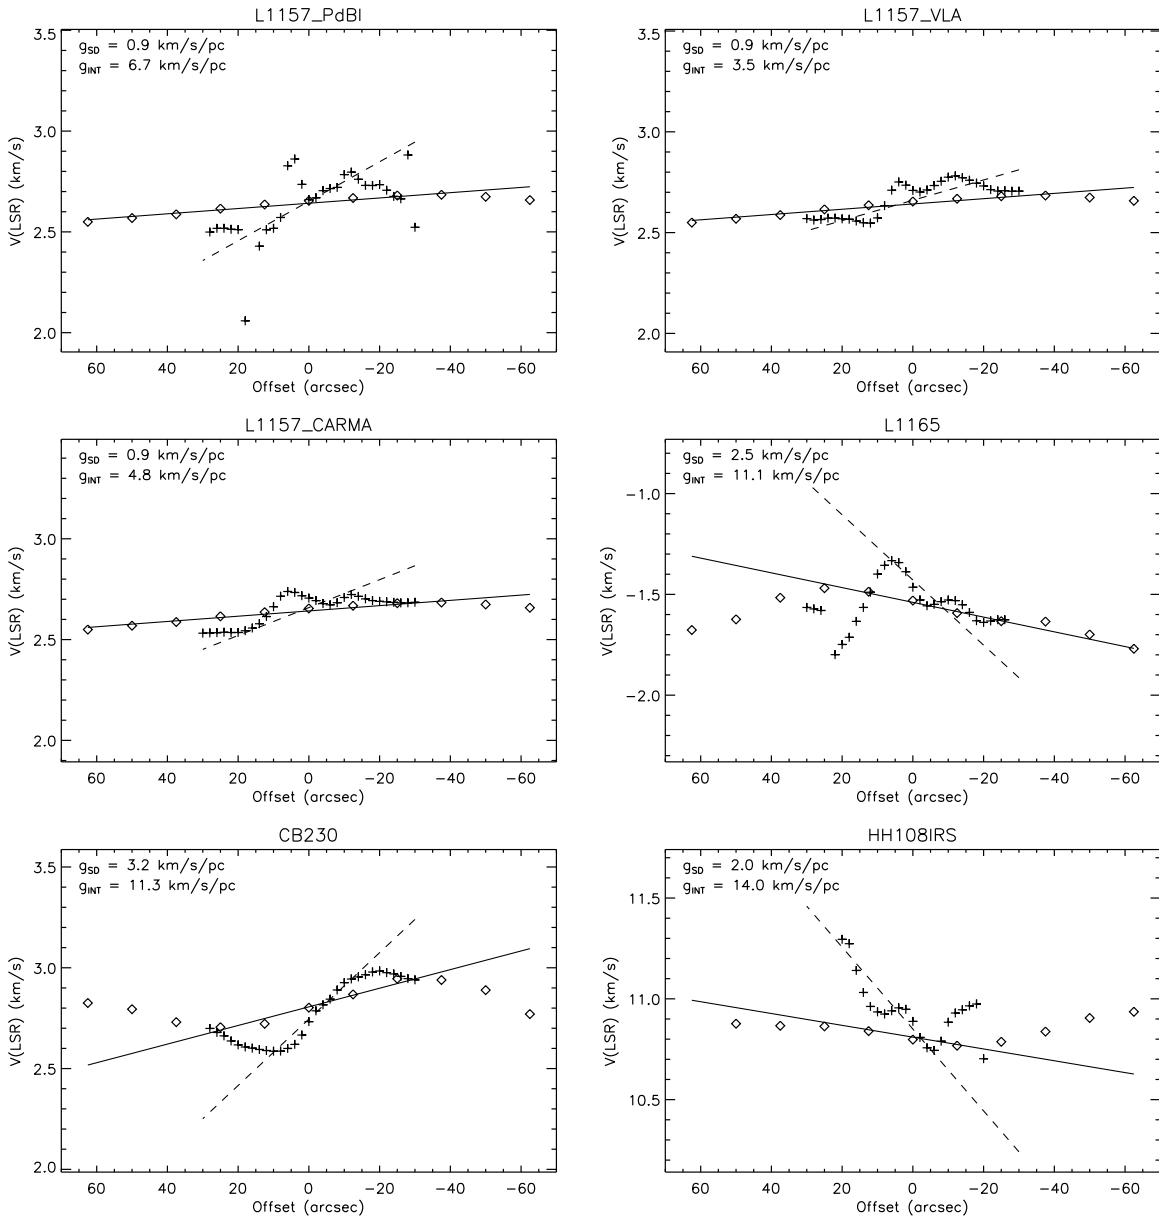 L1157_PdBI
g_SD = 0.9 km/s/pc
g_INT = 6.7 km/s/pc
3.5
3.0
2.5
2.0
V(LSR) (km/s)
60 40 20 0 −20 −40 −60
Offset (arcsec)
L1157_VLA
g_SD = 0.9 km/s/pc
g_INT = 3.5 km/s/pc
3.5
3.0
2.5
2.0
V(LSR) (km/s)
60 40 20 0 −20 −40 −60
Offset (arcsec)
L1157_CARMA
g_SD = 0.9 km/s/pc
g_INT = 4.8 km/s/pc
3.0
2.5
2.0
V(LSR) (km/s)
60 40 20 0 −20 −40 −60
Offset (arcsec)
L1165
g_SD = 2.5 km/s/pc
g_INT = 11.1 km/s/pc
−1.0
−1.5
−2.0
V(LSR) (km/s)
60 40 20 0 −20 −40 −60
Offset (arcsec)
CB230
g_SD = 3.2 km/s/pc
g_INT = 11.3 km/s/pc
3.5
3.0
2.5
2.0
V(LSR) (km/s)
60 40 20 0 −20 −40 −60
Offset (arcsec)
HH108IRS
g_SD = 2.0 km/s/pc
g_INT = 14.0 km/s/pc
11.5
11.0
10.5
V(LSR) (km/s)
60 40 20 0 −20 −40 −60
Offset (arcsec)